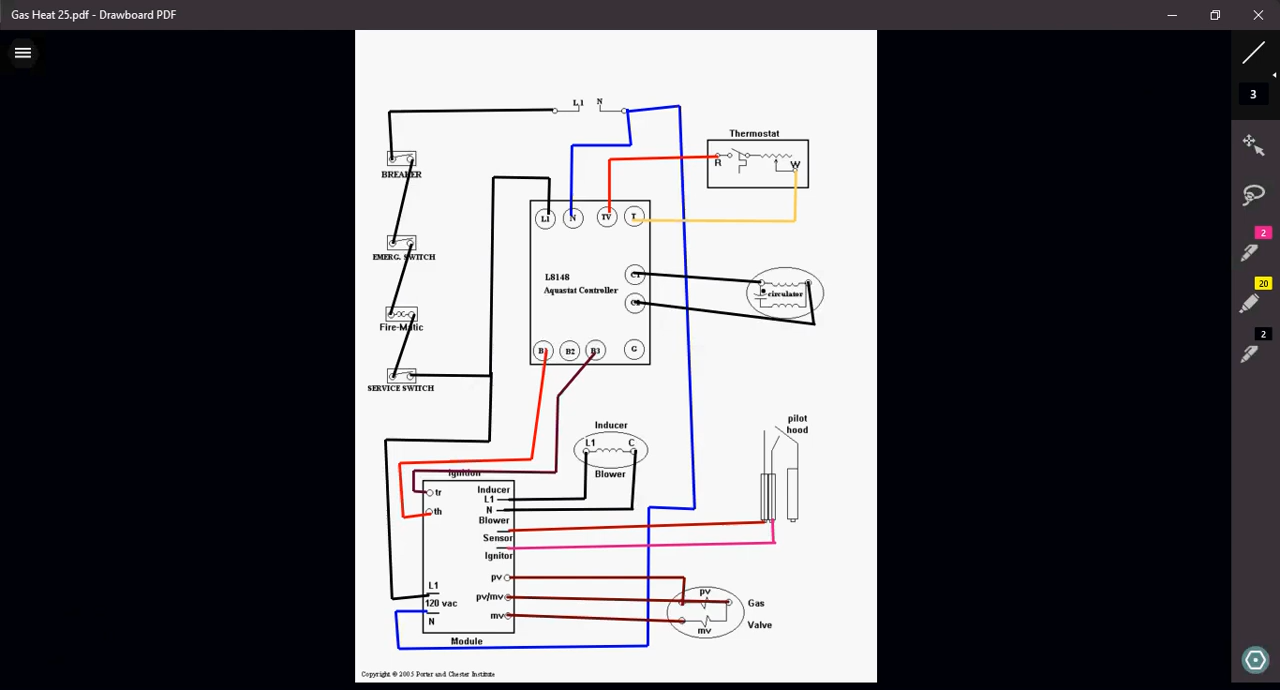 Gas Heat 25.pdf - Drawboard PDF
3
L1 N
Thermostat
R
W
BREAKER
L1 N TV T
EMERG. SWITCH
L8148
C1
Aquastat Controller
circulator
Fire-Matic
B1 B2 B3 G
SERVICE SWITCH
2
20
2
pilot
hood
Inducer
L1 C
Blower
Ignition
tr
th
Inducer
L1
N
Blower
Sensor
Ignitor
pv
pv/mv
mv
L1
120 vac
N
Module
pv
mv
Gas
Valve
Copyright © 2005 Porter and Chester Institute